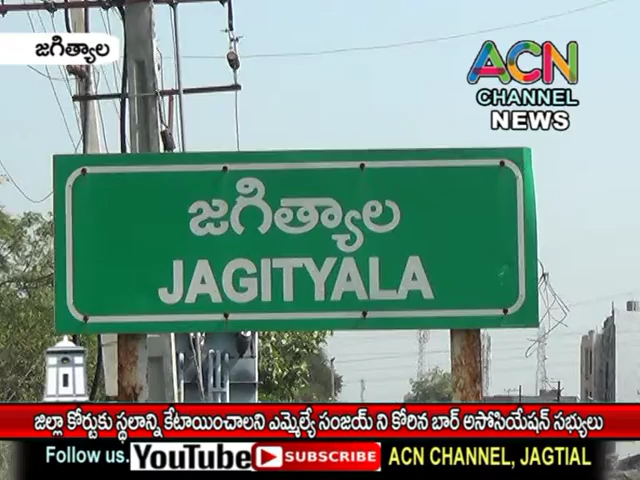 జగిత్యాల
ACN
CHANNEL
NEWS
జగిత్యాల
JAGITYALA
జిల్లా కోర్టుకు స్థలాన్ని కేటాయించాలని ఎమ్మెల్యే సంజయ్ ని కోరిన బార్ అసోసియేషన్ సభ్యులు
Follow us. YouTube SUBSCRIBE ACN CHANNEL, JAGTIAL